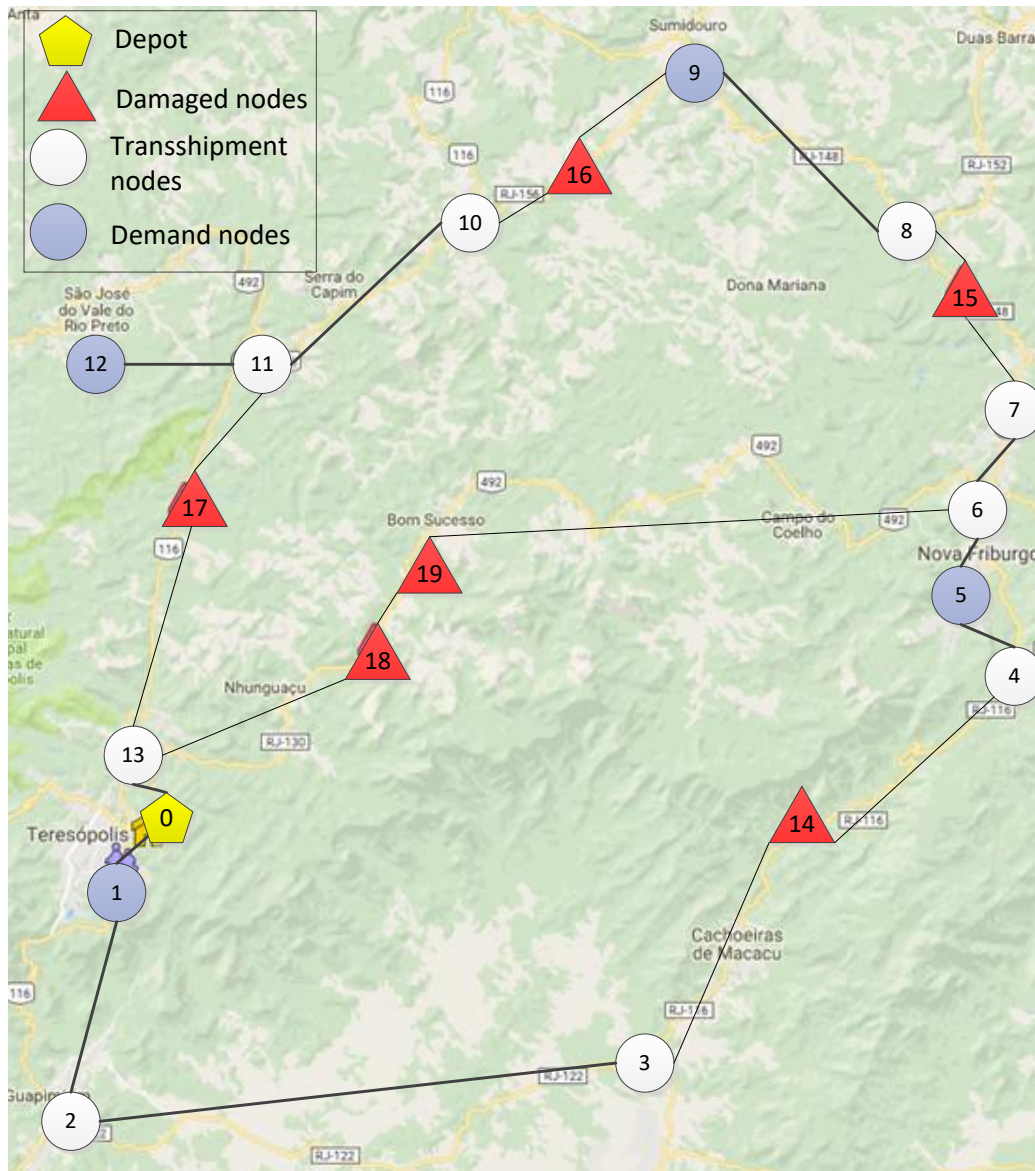 Anta
Sumidouro
Duas Barra
Depot
Damaged nodes
Transshipment
nodes
Demand nodes
9
116
116
RJ-148
RJ-152
16
RJ-156
10
8
492
Serra do
Capim
Dona Mariana
São José
do Vale do
Rio Preto
15
48
12
11
7
492
492
17
Bom Sucesso
6
Campo do
Coelho
492
116
Nova Friburgo
19
5
18
4
Nhunguaçu
RJ-116
13
RJ-130
0
14
RJ-116
Teresópolis
1
Cachoeiras
de Macacu
116
RJ-116
3
RJ-122
2
RJ-122